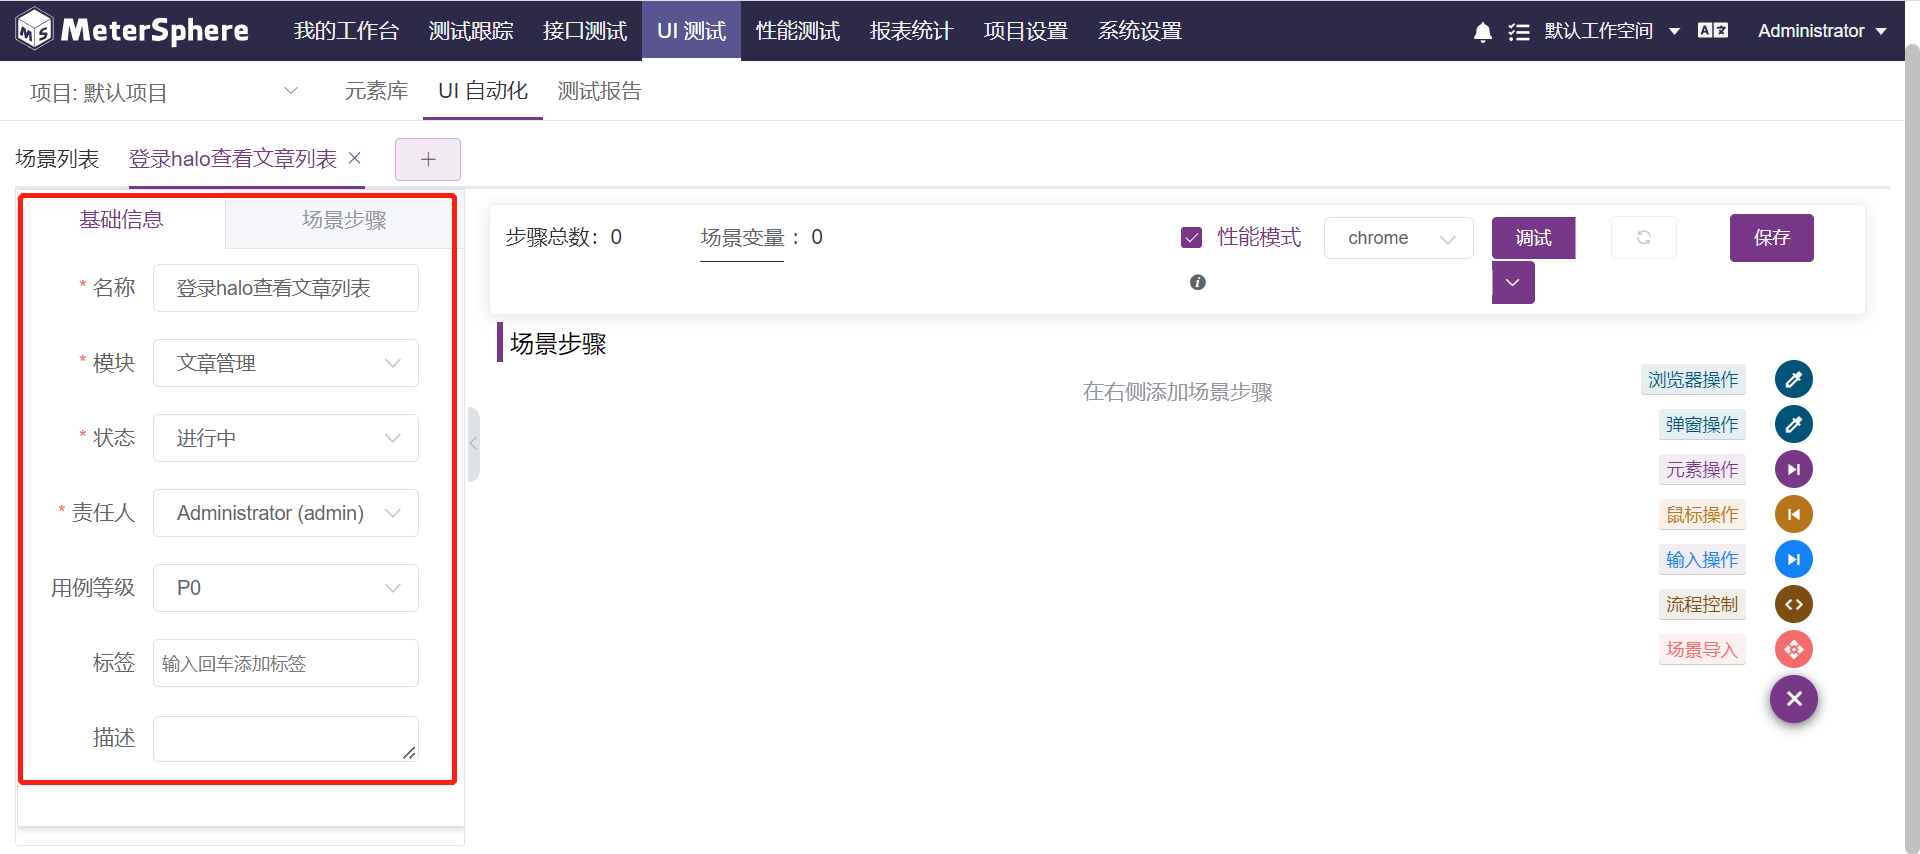 MeterSphere 我的工作台 测试跟踪 接口测试 UI 测试 性能测试 报表统计 项目设置 系统设置 默认工作空间 Administrator
项目: 默认项目 元素库 UI 自动化 测试报告
场景列表 登录halo查看文章列表 × +
基础信息 场景步骤
* 名称 登录halo查看文章列表
* 模块 文章管理
* 状态 进行中
* 责任人 Administrator (admin)
用例等级 P0
标签 输入回车添加标签
描述
步骤总数: 0 场景变量 : 0 性能模式 chrome 调试 保存
场景步骤
在右侧添加场景步骤
浏览器操作
弹窗操作
元素操作
鼠标操作
输入操作
流程控制
场景导入